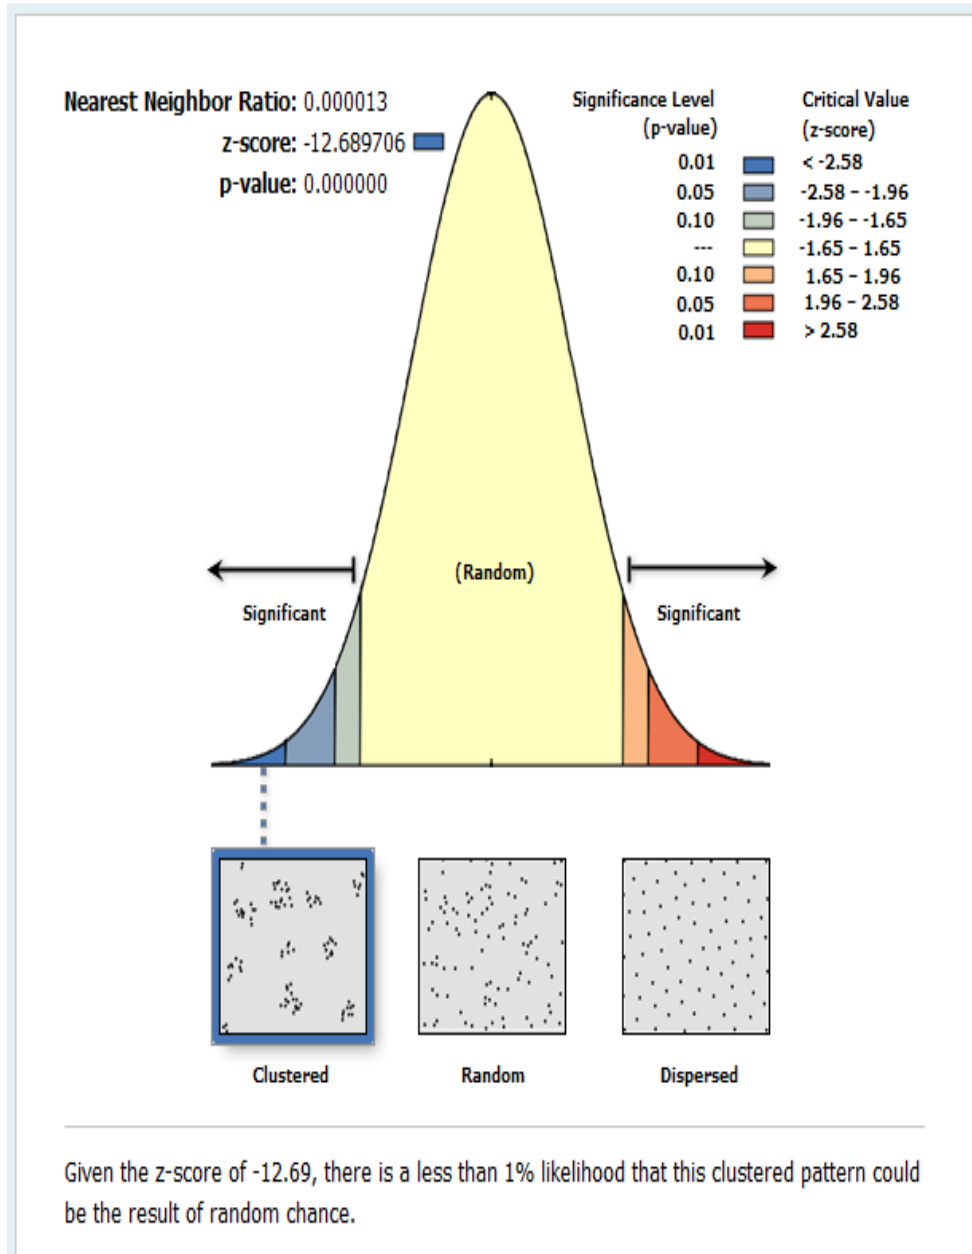 Nearest Neighbor Ratio: 0.000013
z-score: -12.689706
p-value: 0.000000
Significance Level Critical Value
(p-value) (z-score)
0.01 < -2.58
0.05 -2.58 – -1.96
0.10 -1.96 – -1.65
--- -1.65 – 1.65
0.10 1.65 – 1.96
0.05 1.96 – 2.58
0.01 > 2.58
(Random)
Significant Significant
Clustered Random Dispersed
Given the z-score of -12.69, there is a less than 1% likelihood that this clustered pattern could
be the result of random chance.